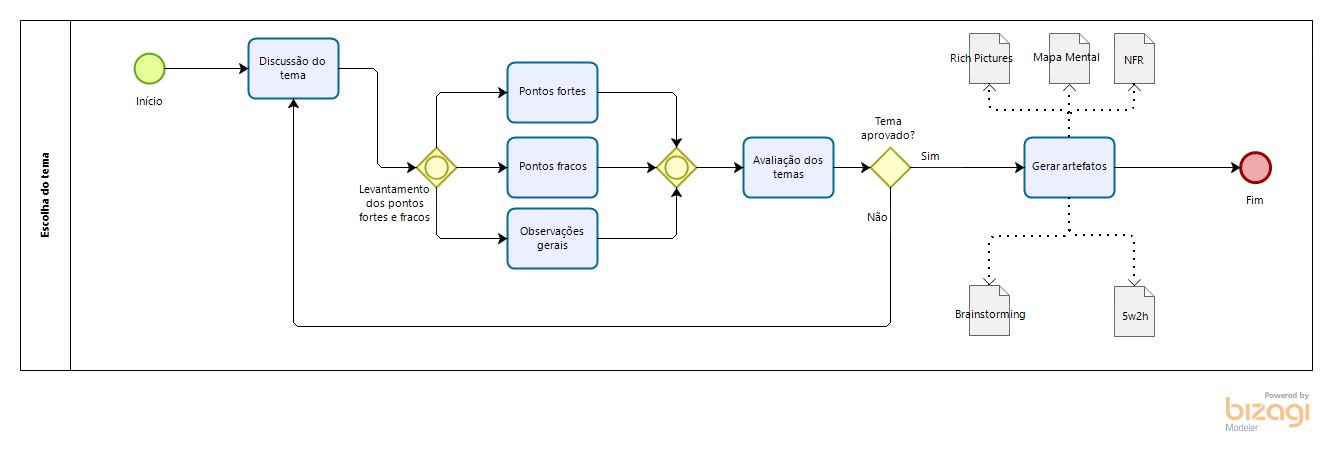 Escolha do tema
Início
Discussão do
tema
Levantamento
dos pontos
fortes e fracos
Pontos fortes
Pontos fracos
Observações
gerais
Avaliação dos
temas
Tema
aprovado?
Sim
Não
Rich Pictures
Mapa Mental
NFR
Gerar artefatos
Brainstorming
5w2h
Fim
Powered by
bizagi
Modeler